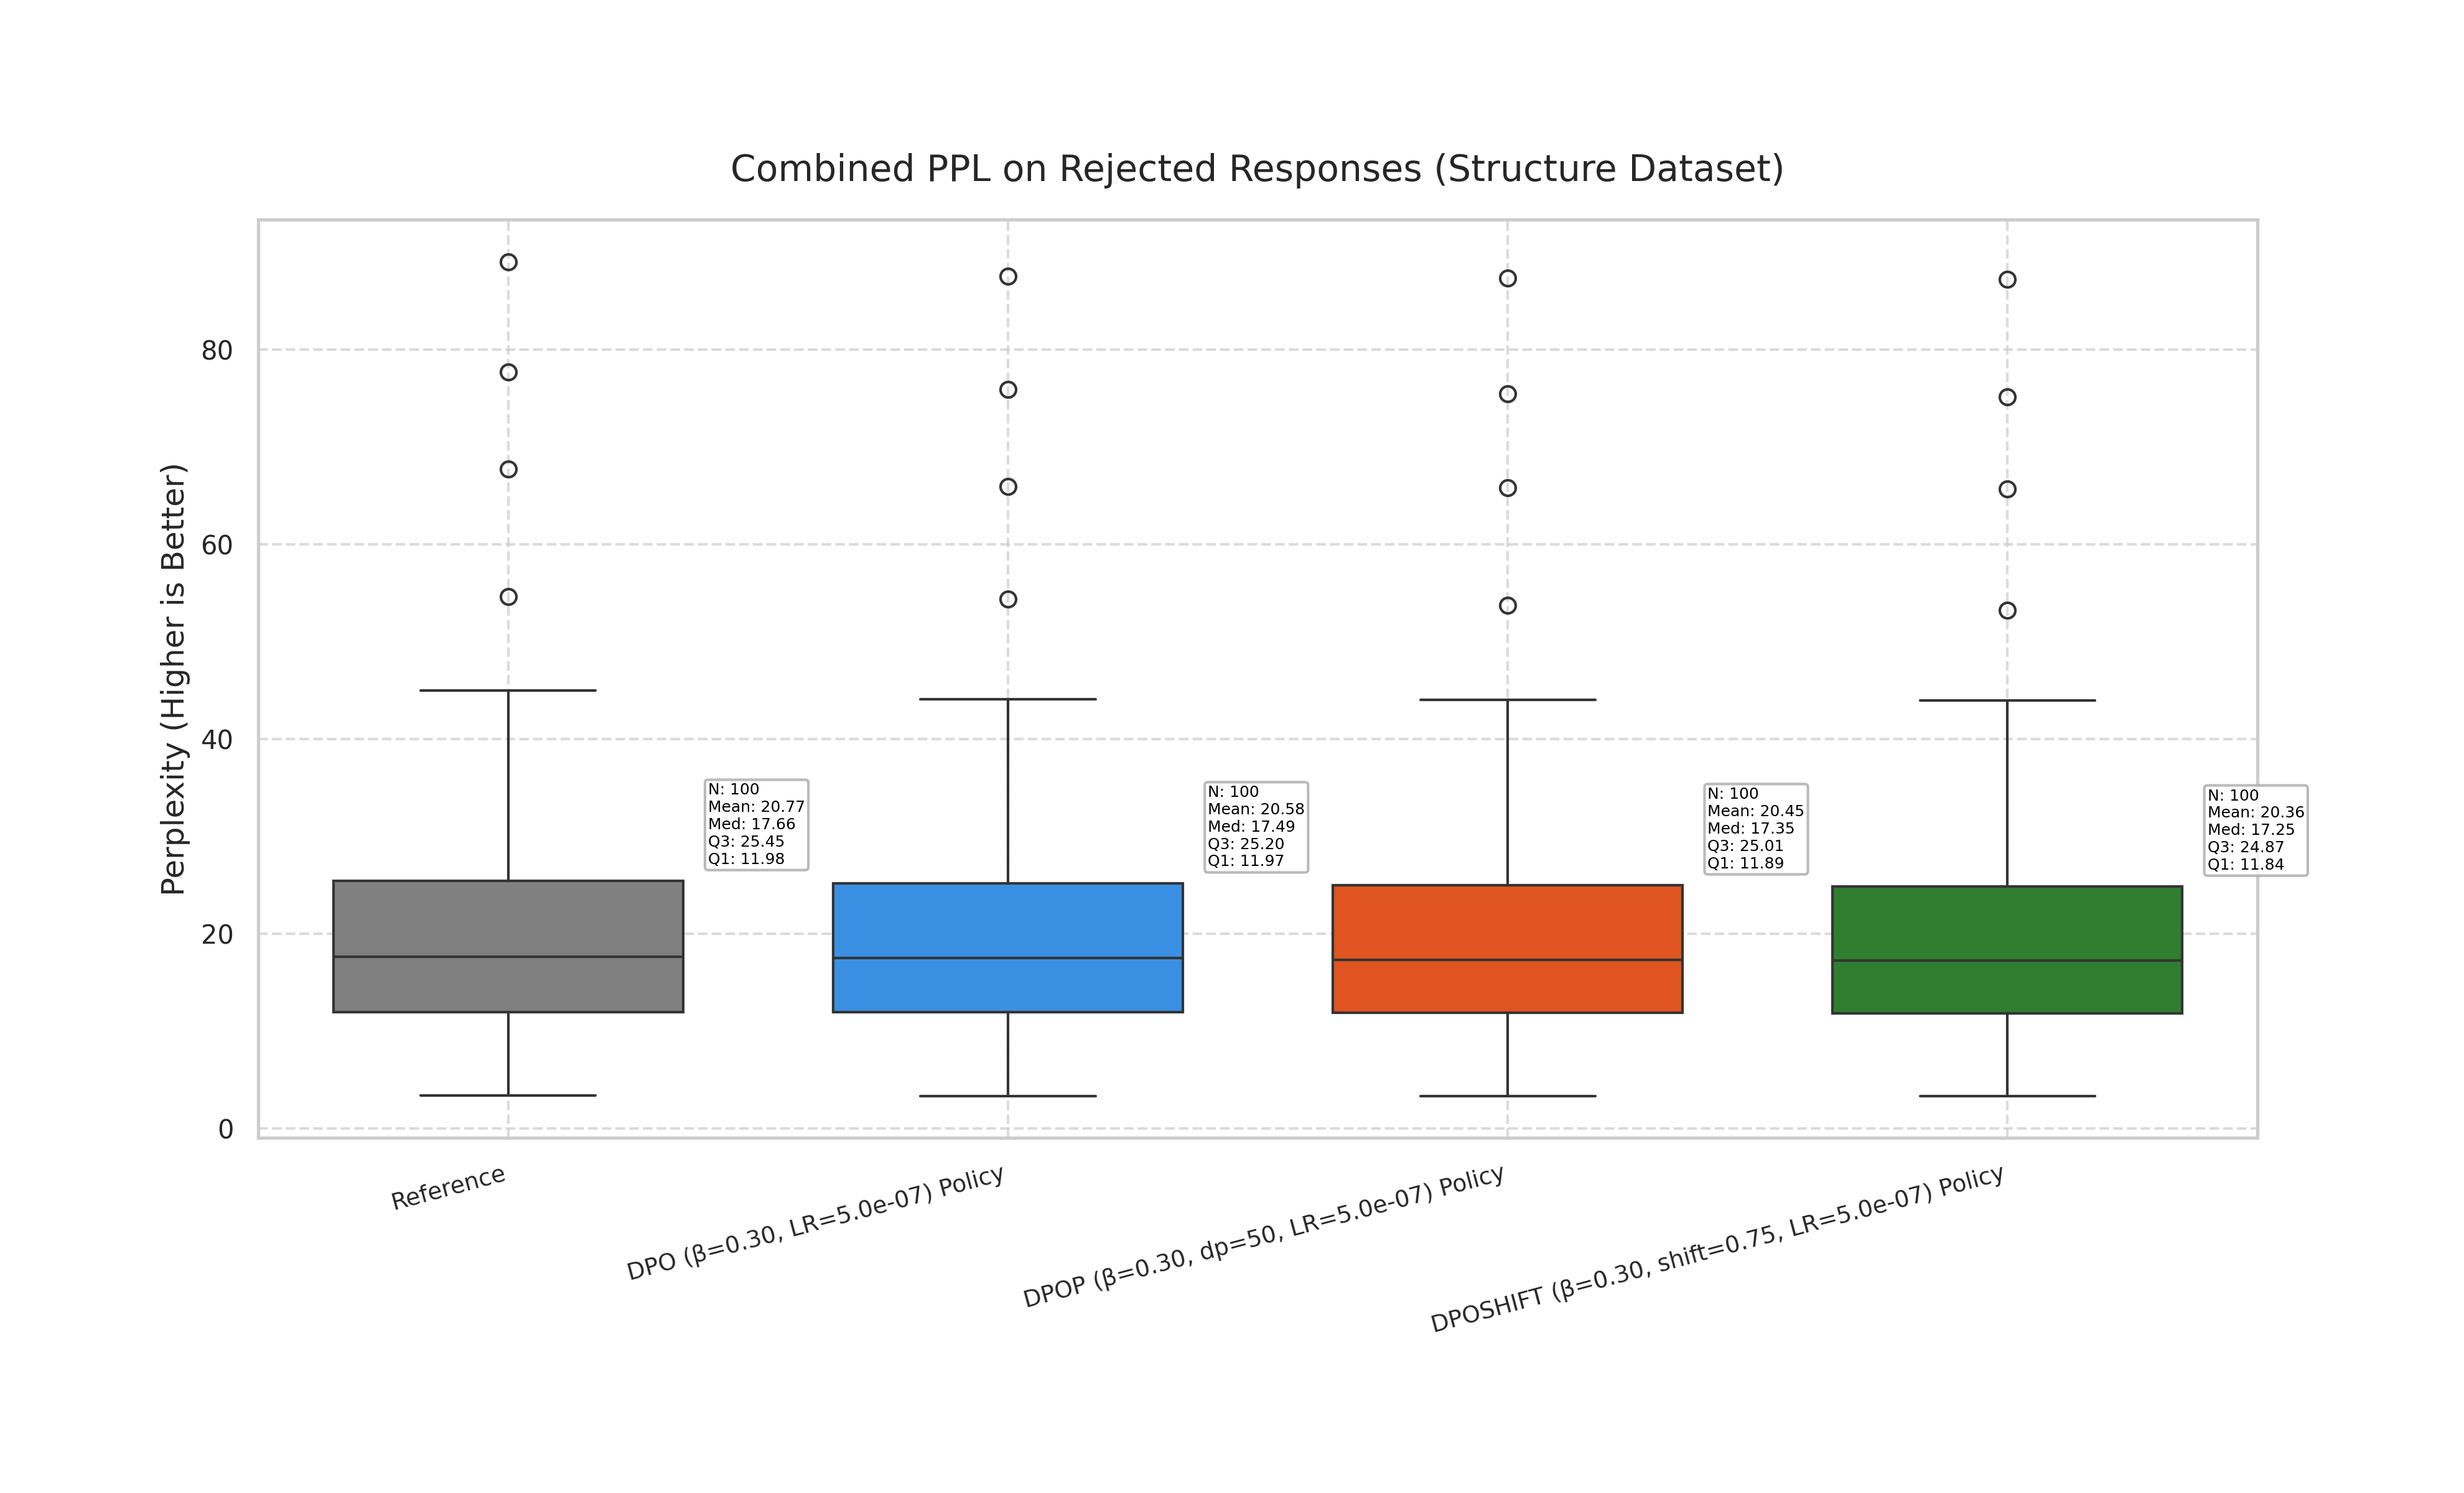 Combined PPL on Rejected Responses (Structure Dataset)
Perplexity (Higher is Better)
80
60
40
20
0
N: 100
Mean: 20.77
Med: 17.66
Q3: 25.45
Q1: 11.98
N: 100
Mean: 20.58
Med: 17.49
Q3: 25.20
Q1: 11.97
N: 100
Mean: 20.45
Med: 17.35
Q3: 25.01
Q1: 11.89
N: 100
Mean: 20.36
Med: 17.25
Q3: 24.87
Q1: 11.84
Reference
DPO (β=0.30, LR=5.0e-07) Policy
DPOP (β=0.30, dp=50, LR=5.0e-07) Policy
DPOSHIFT (β=0.30, shift=0.75, LR=5.0e-07) Policy